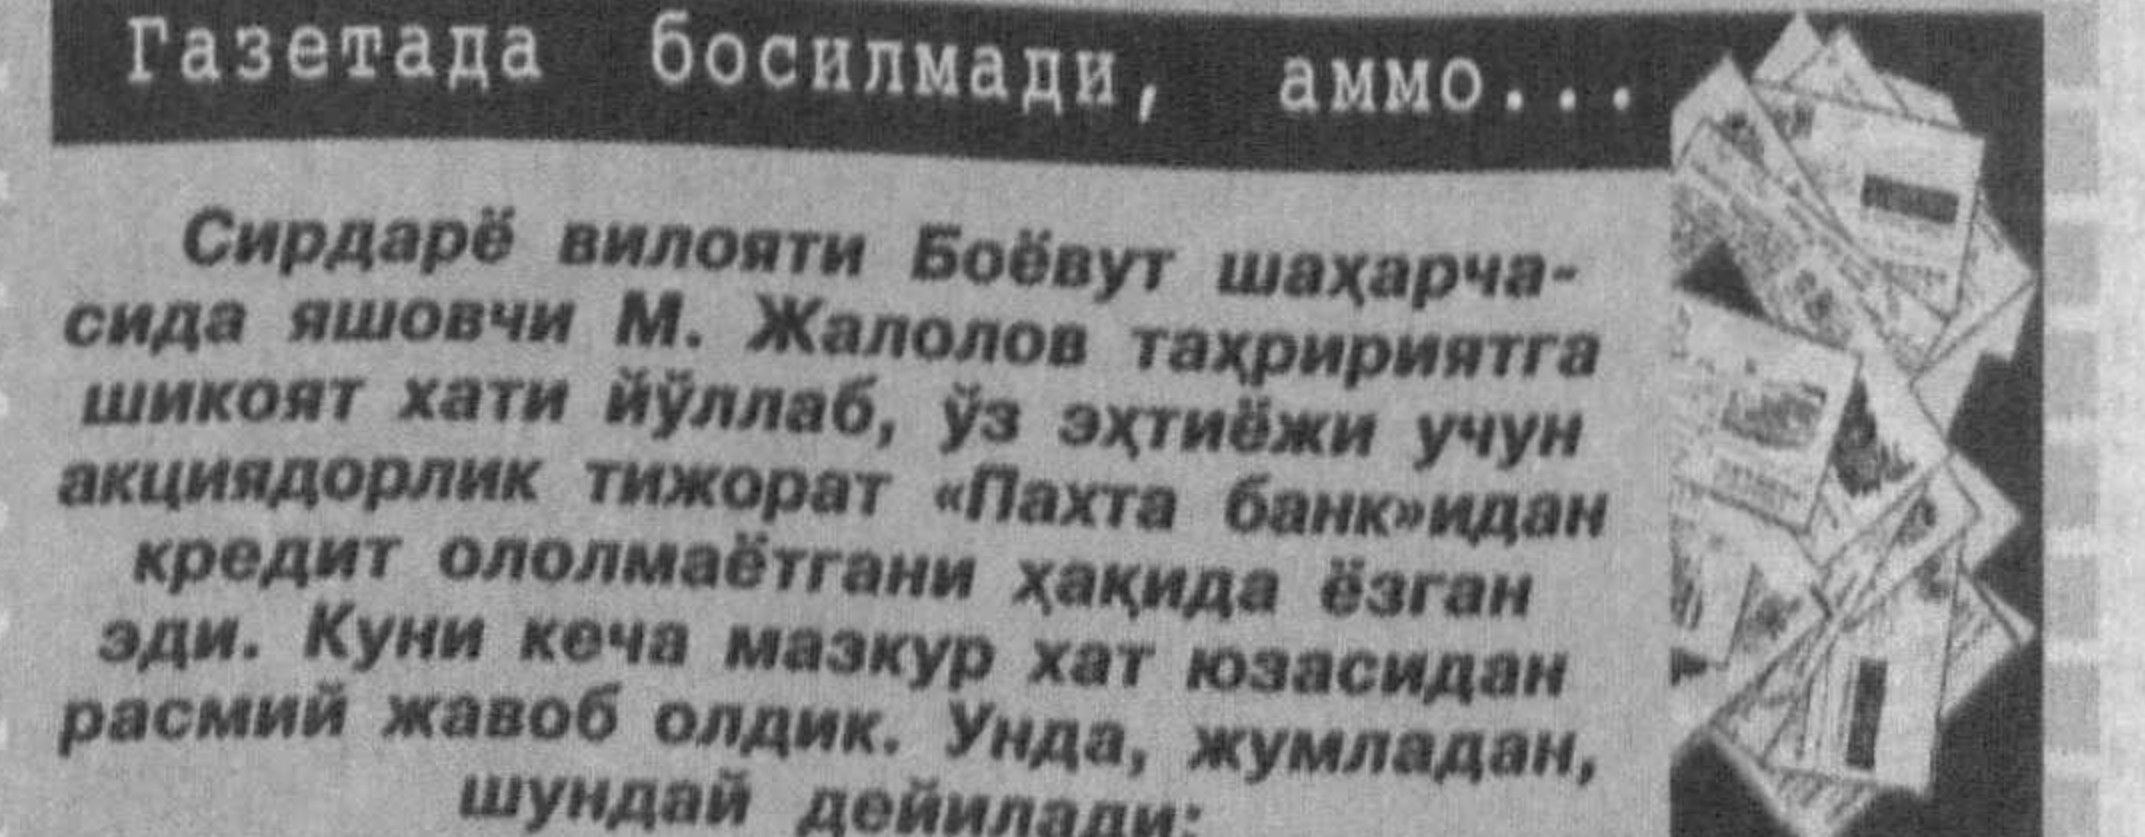 Газетада босилмади, аммо...
Сирдарё вилояти Боёвут шаҳарча-
сида яшовчи М. Жалолов таҳририятга
шикоят хати йўллаб, ўз эҳтиёжи учун
акциядорлик тижорат «Пахта банк»идан
кредит ололмаётгани ҳақида ёзган
эди. Куни кеча мазкур хат юзасидан
расмий жавоб олдик. Унда, жумладан,
шундай дейилади: